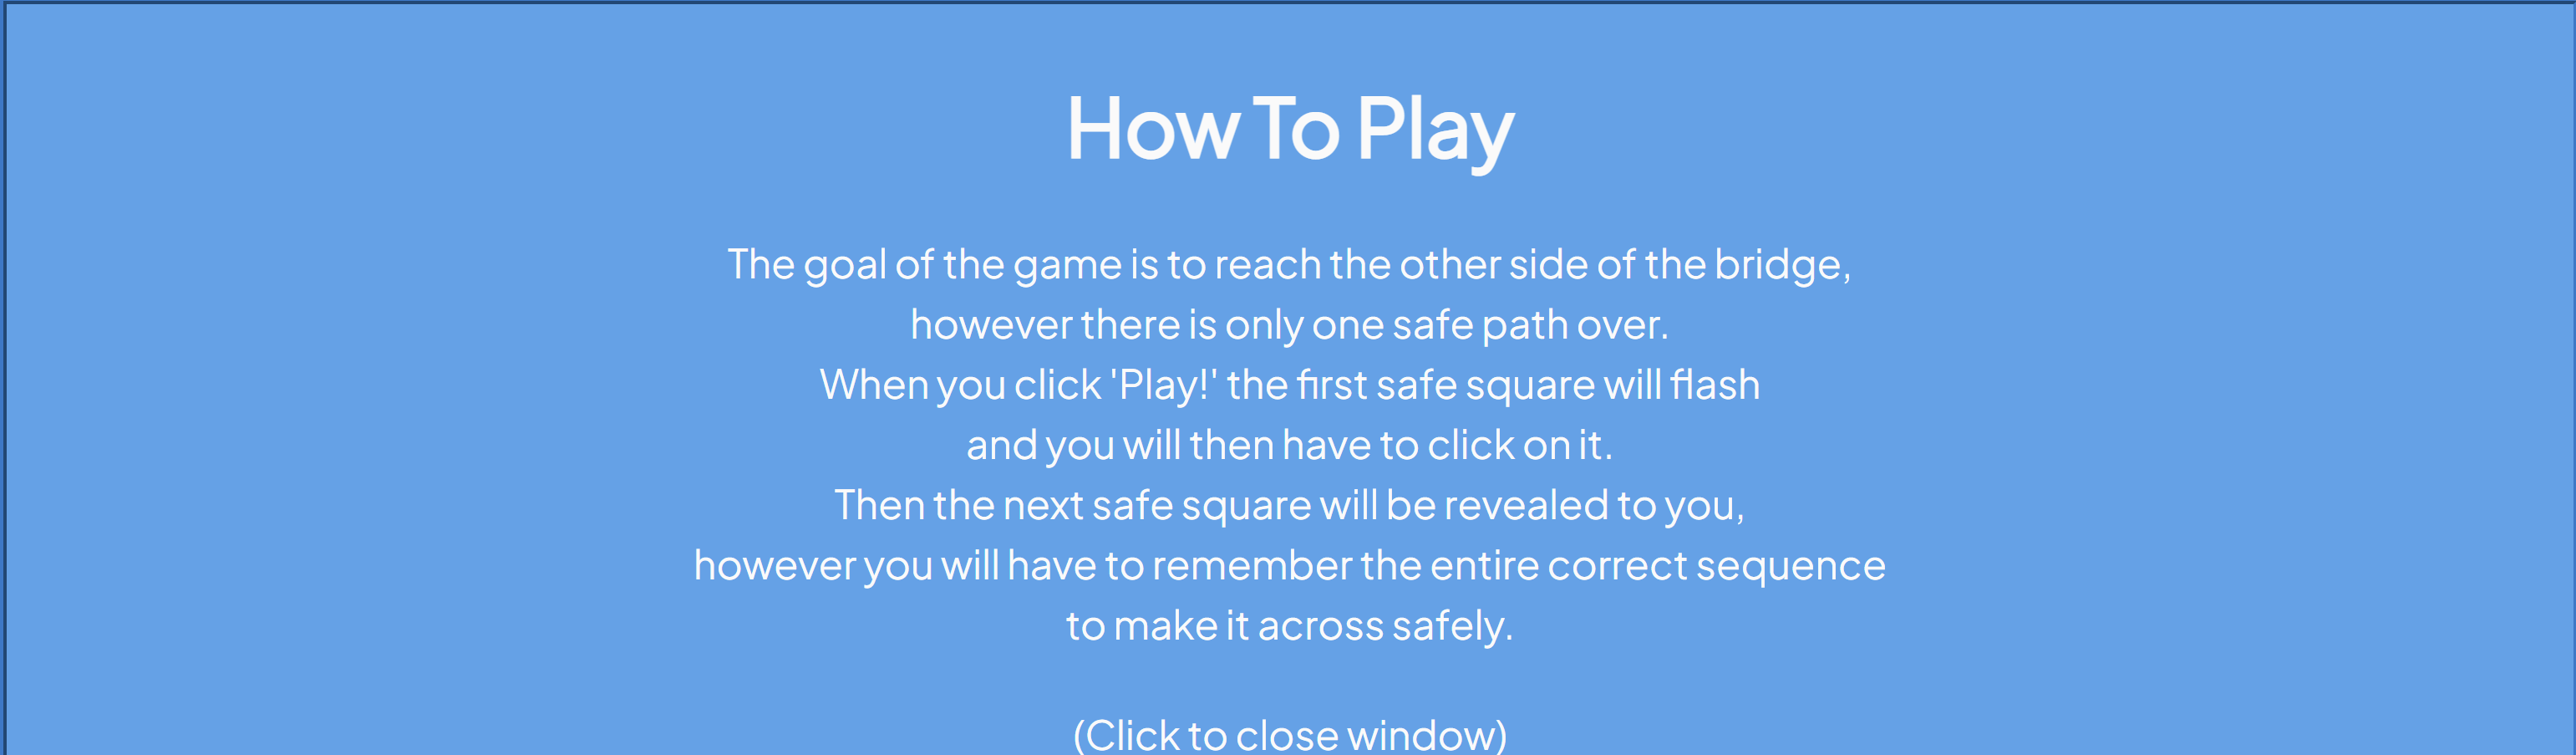 How To Play
The goal of the game is to reach the other side of the bridge,
however there is only one safe path over.
When you click 'Play!' the first safe square will flash
and you will then have to click on it.
Then the next safe square will be revealed to you,
however you will have to remember the entire correct sequence
to make it across safely.
(Click to close window)